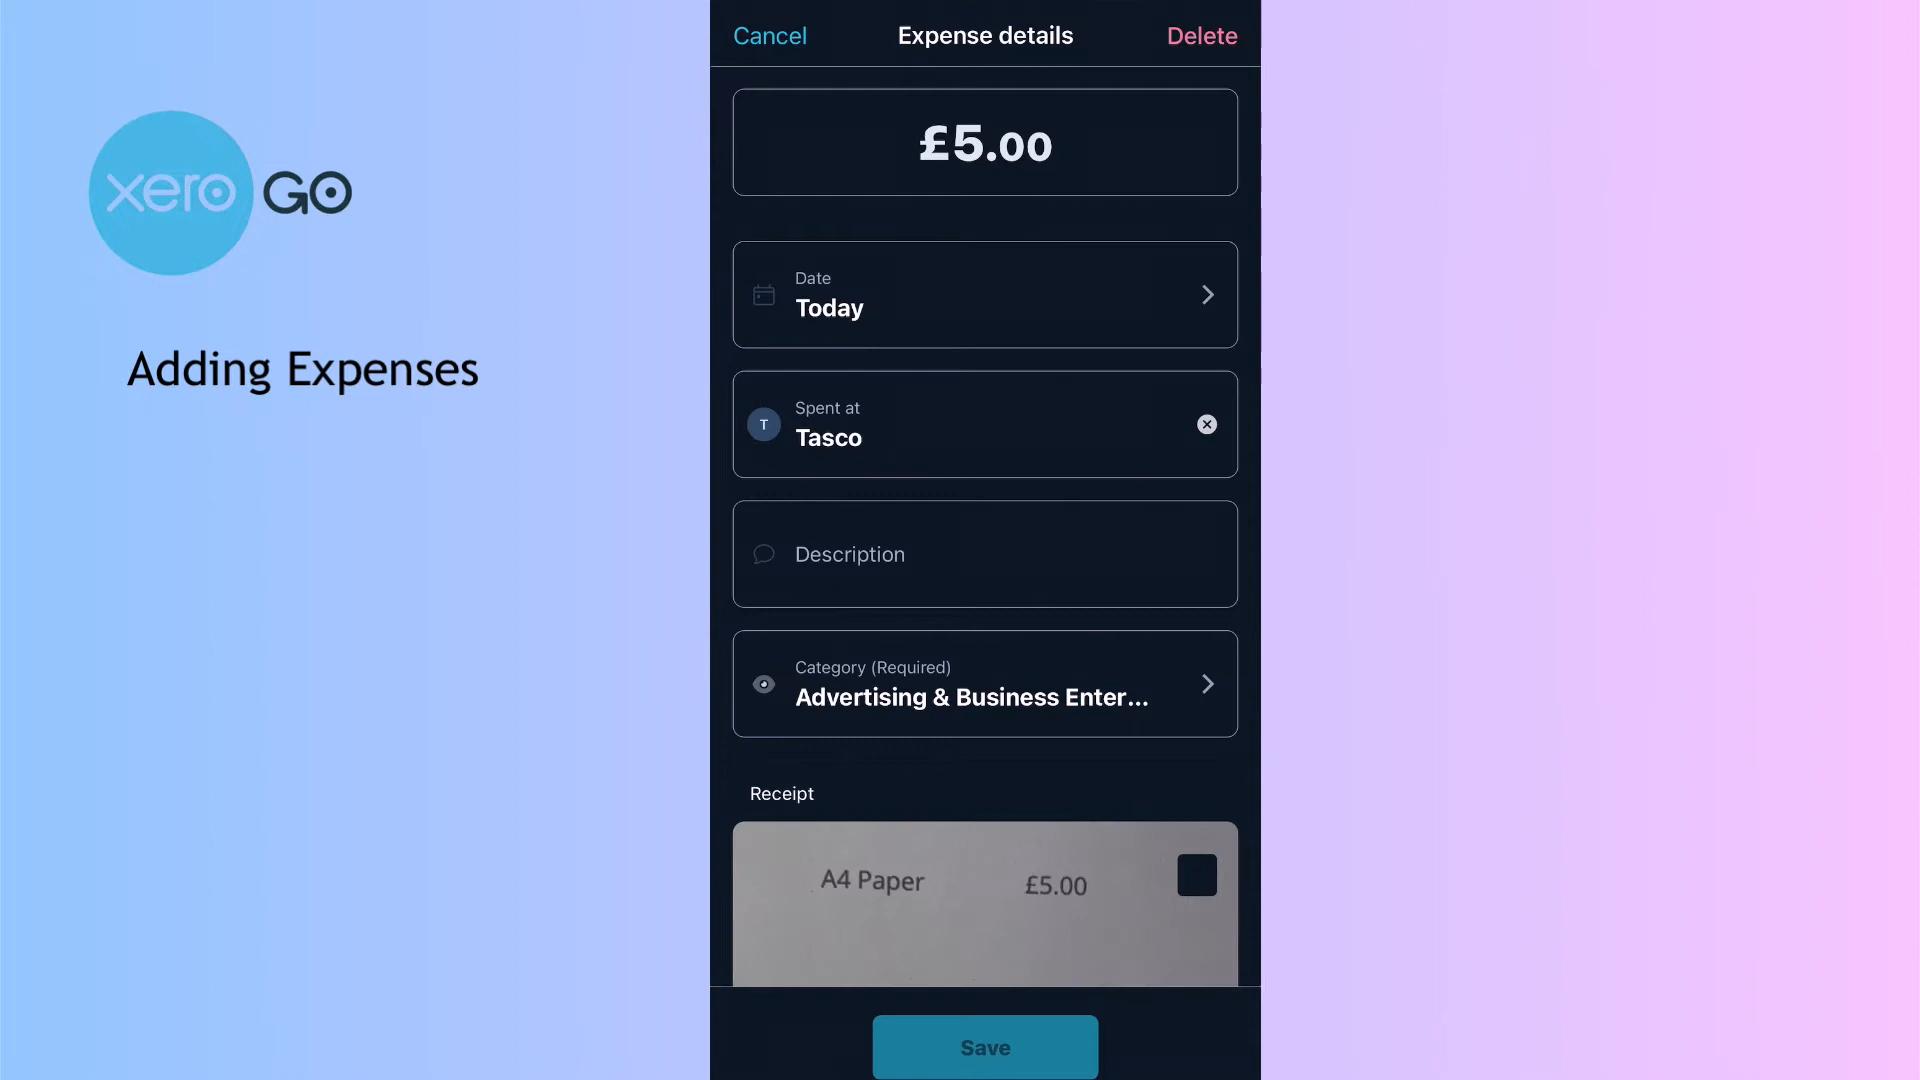 xero GO
Adding Expenses
Cancel
Expense details
Delete
£5.00
Date
Today
T
Spent at
Tasco
Description
Category (Required)
Advertising & Business Enter...
Receipt
A4 Paper £5.00
Save